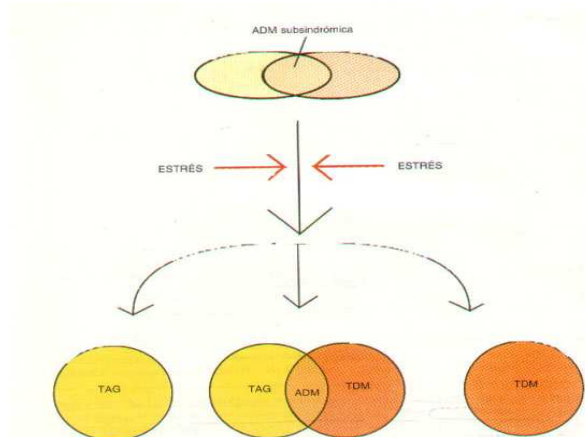 ADM subsindrómica
ESTRÉS
ESTRÉS
TAG
TAG
ADM
TDM
TDM